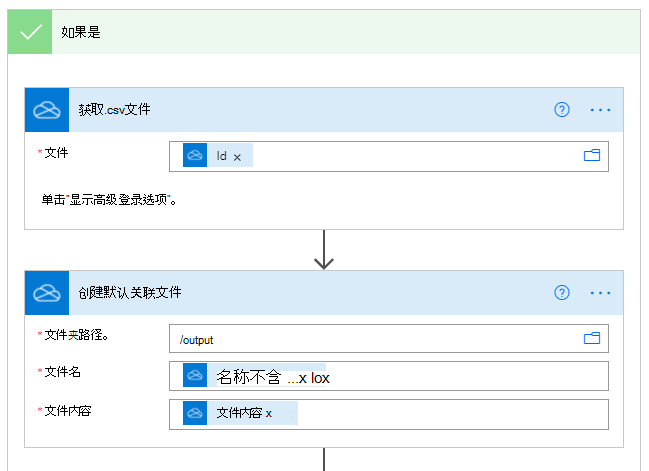 如果是
获取.csv文件
*文件
Id x
单击"显示高级登录选项"。
创建默认关联文件
*文件夹路径。
/output
*文件名
名称不含 ...x lox
*文件内容
文件内容 x